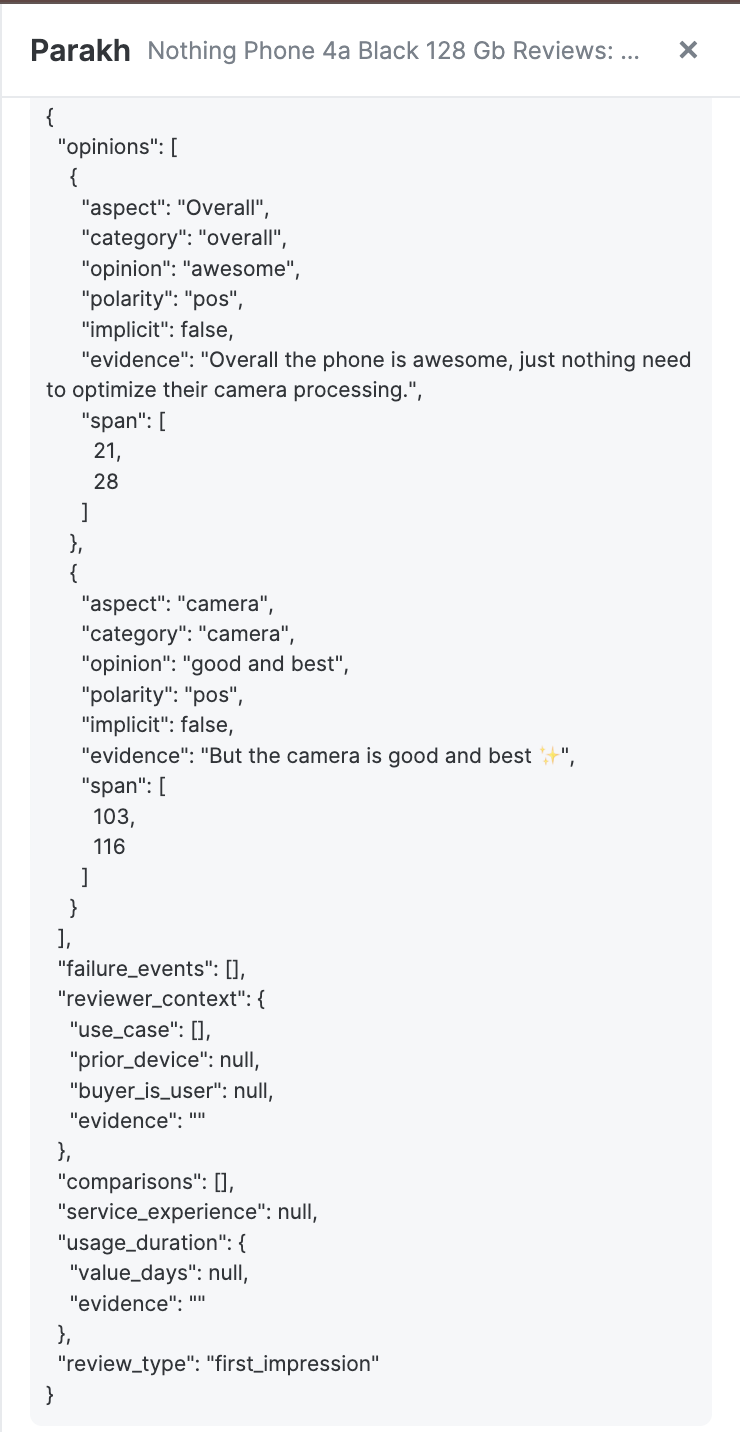 Parakh Nothing Phone 4a Black 128 Gb Reviews: ... ×
{
"opinions": [
{
"aspect": "Overall",
"category": "overall",
"opinion": "awesome",
"polarity": "pos",
"implicit": false,
"evidence": "Overall the phone is awesome, just nothing need
to optimize their camera processing.",
"span": [
21,
28
]
},
{
"aspect": "camera",
"category": "camera",
"opinion": "good and best",
"polarity": "pos",
"implicit": false,
"evidence": "But the camera is good and best ✨",
"span": [
103,
116
]
}
],
"failure_events": [],
"reviewer_context": {
"use_case": [],
"prior_device": null,
"buyer_is_user": null,
"evidence": ""
},
"comparisons": [],
"service_experience": null,
"usage_duration": {
"value_days": null,
"evidence": ""
},
"review_type": "first_impression"
}